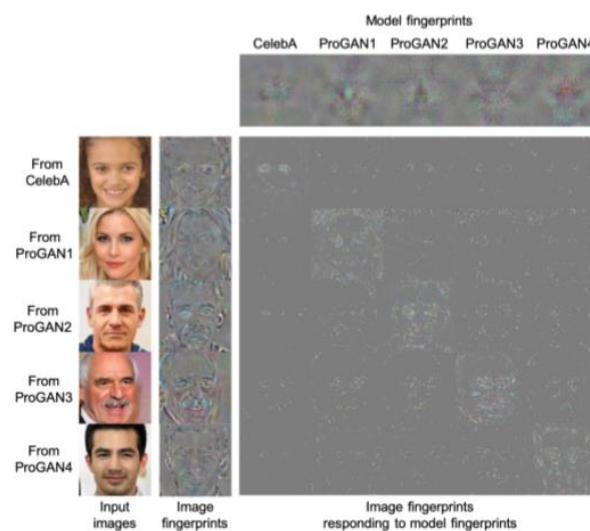 Model fingerprints
CelebA ProGAN1 ProGAN2 ProGAN3 ProGAN4
From
CelebA
From
ProGAN1
From
ProGAN2
From
ProGAN3
From
ProGAN4
Input
images
Image
fingerprints
Image fingerprints
responding to model fingerprints